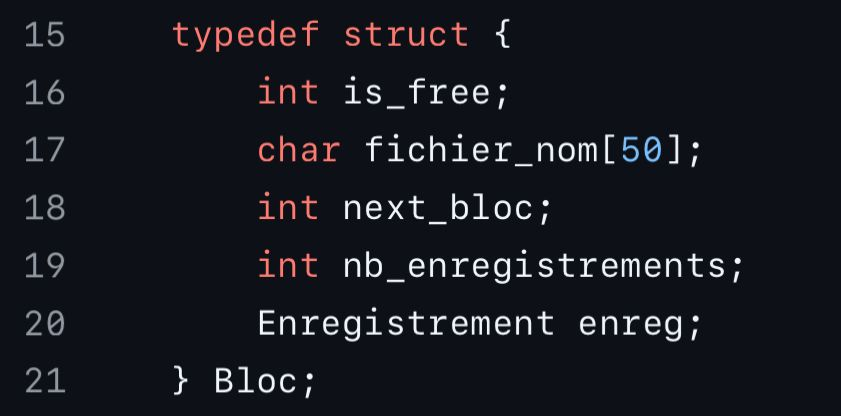 15 typedef struct {
16 int is_free;
17 char fichier_nom[50];
18 int next_bloc;
19 int nb_enregistrements;
20 Enregistrement enreg;
21 } Bloc;